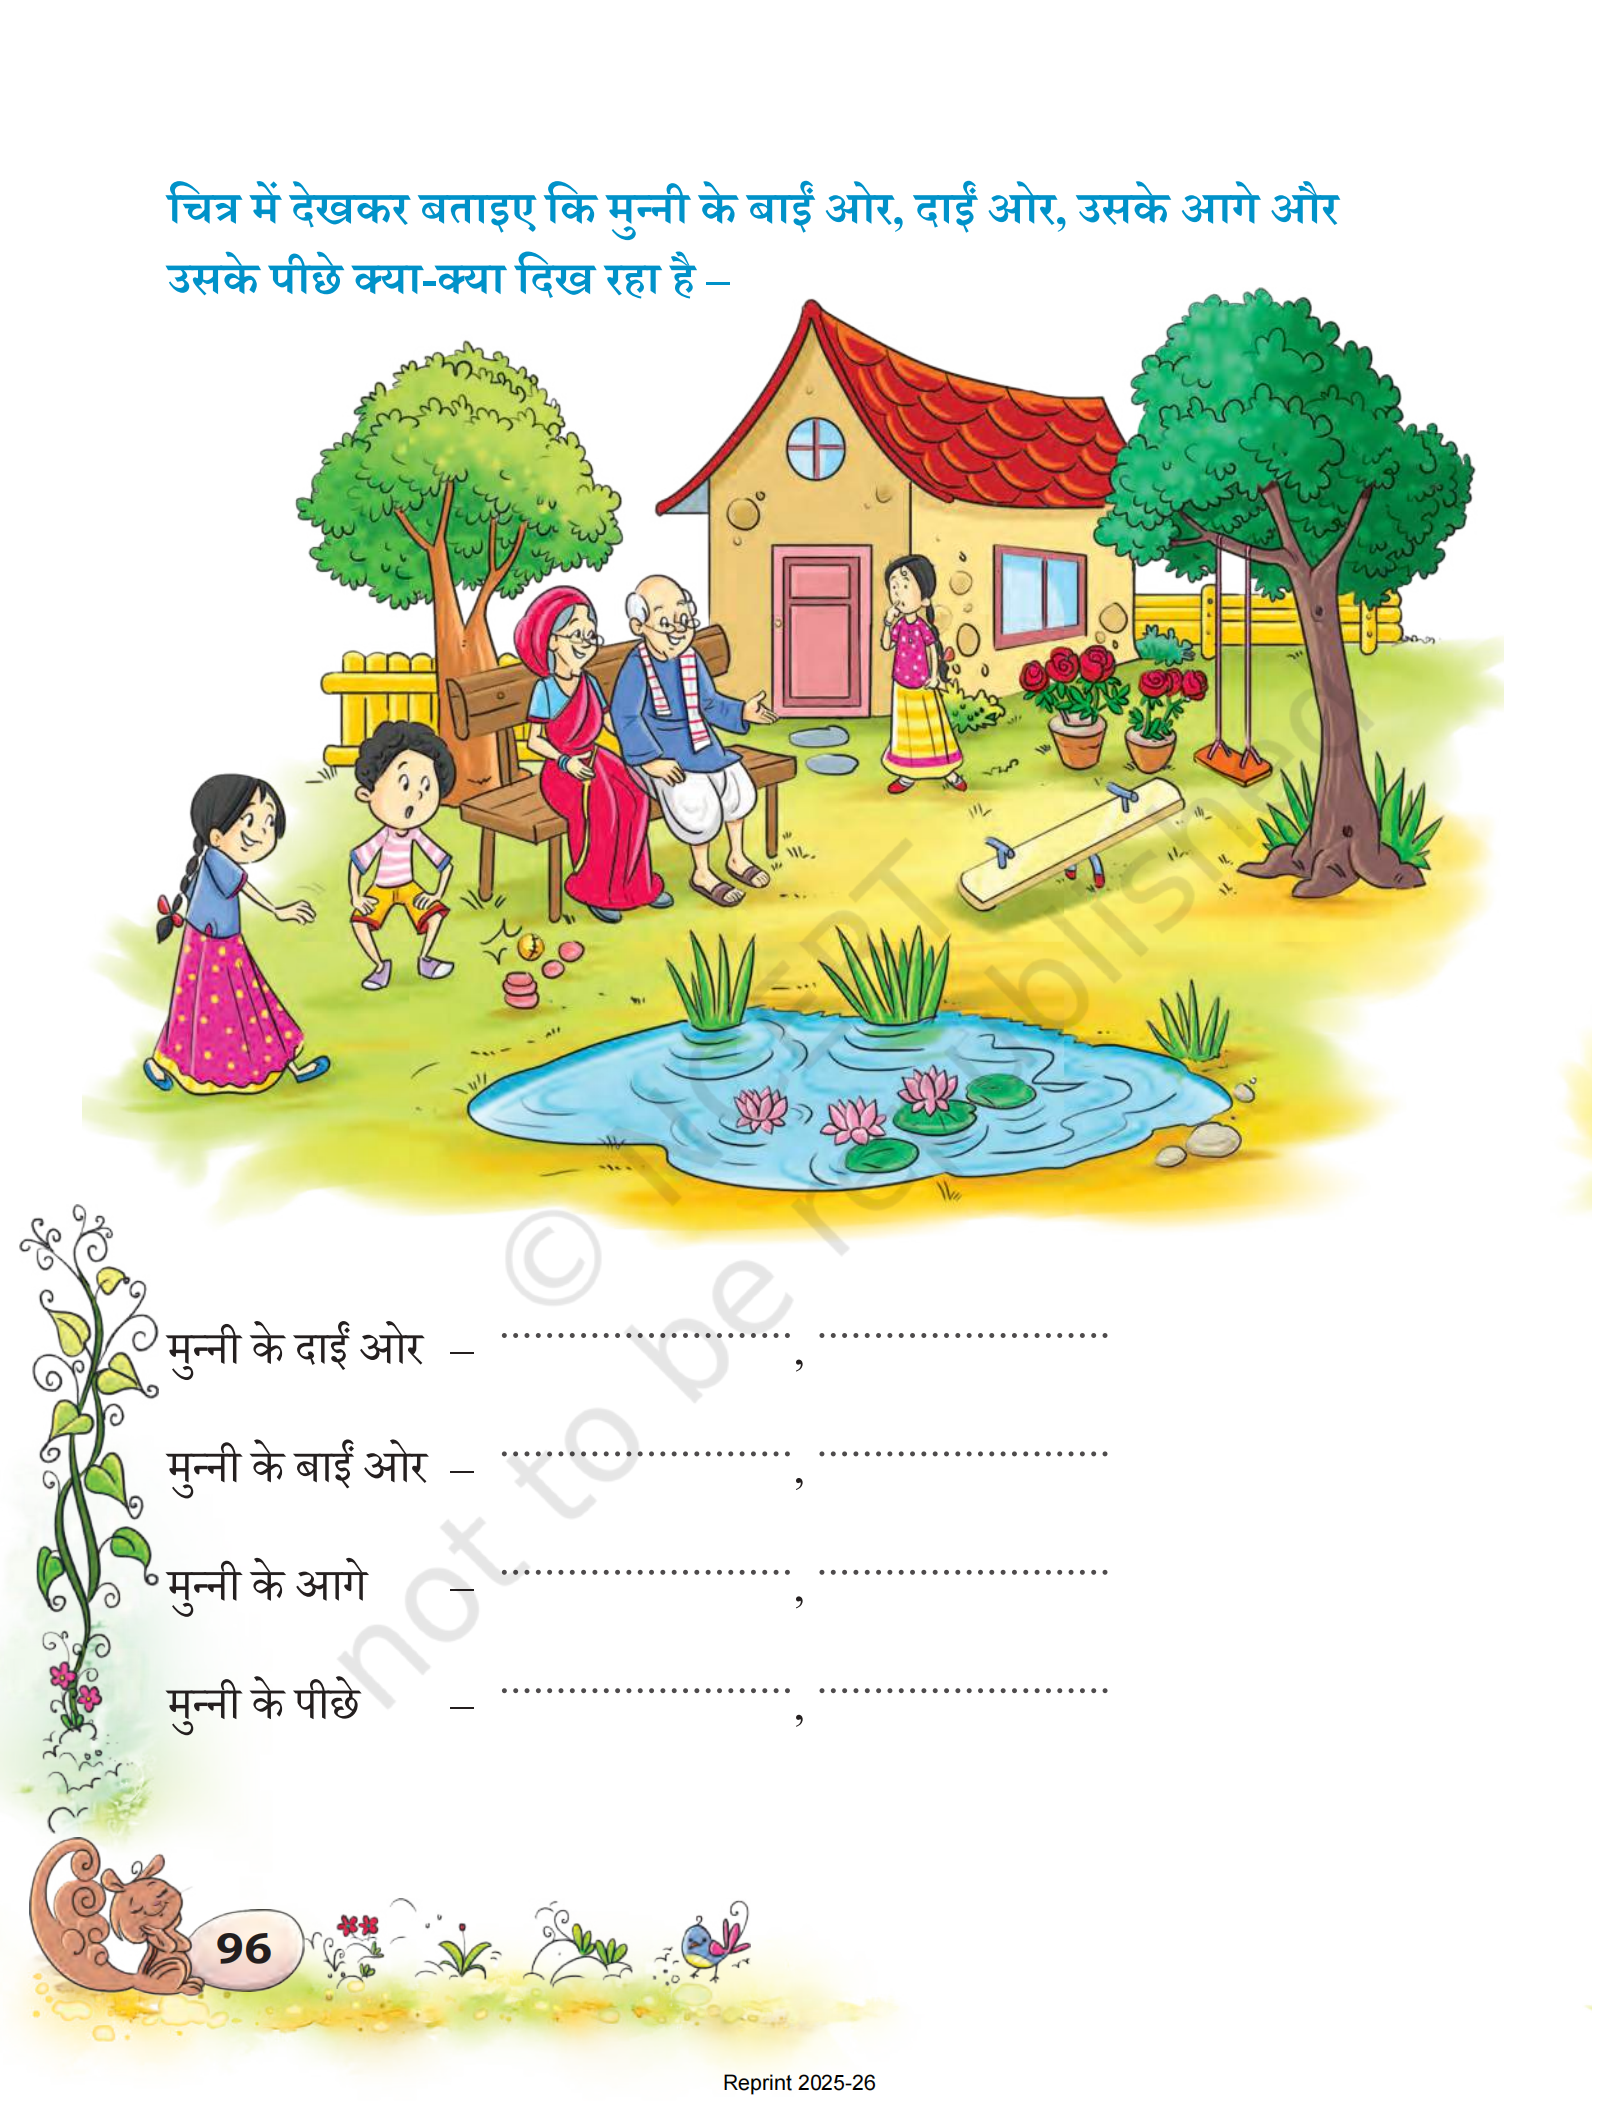 चित्र में देखकर बताइए कि मुन्नी के बाईं ओर, दाईं ओर, उसके आगे और
उसके पीछे क्या-क्या दिख रहा है –
मुन्नी के दाईं ओर – .......................... , ..........................
मुन्नी के बाईं ओर – .......................... , ..........................
मुन्नी के आगे – .......................... , ..........................
मुन्नी के पीछे – .......................... , ..........................
© NCERT
not to be republished
96
Reprint 2025-26